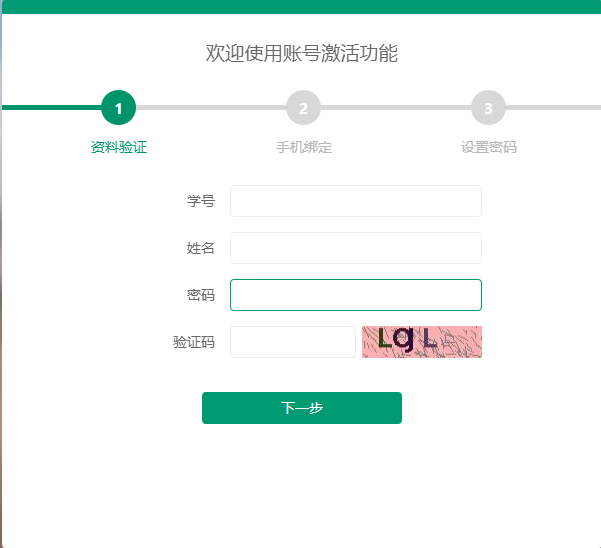 欢迎使用账号激活功能
1 2 3
资料验证 手机绑定 设置密码
学号
姓名
密码
验证码 LgL
下一步